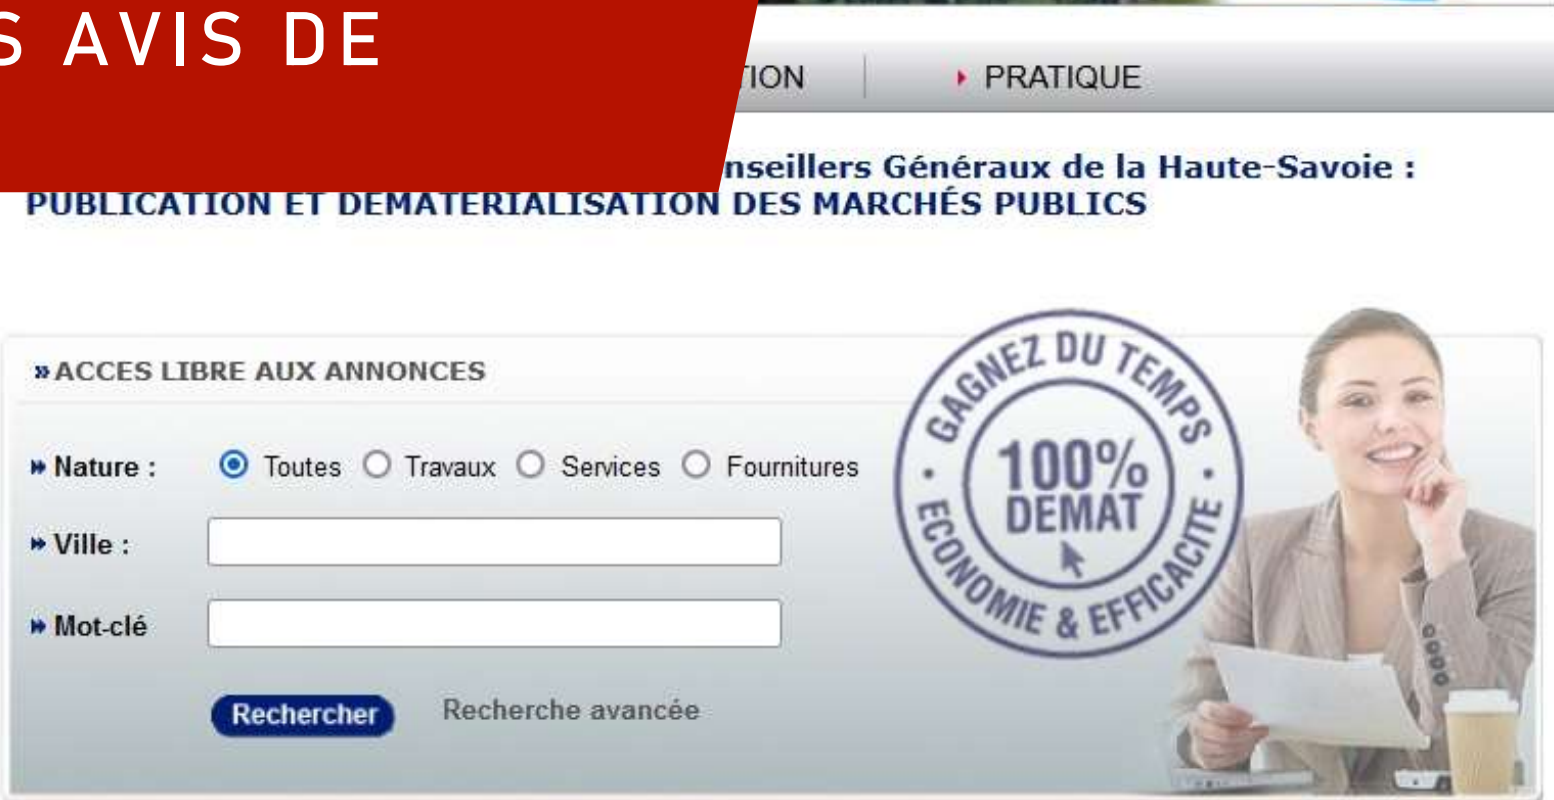 S AVIS DE
TION
PRATIQUE
nseillers Généraux de la Haute-Savoie :
PUBLICATION ET DEMATERIALISATION DES MARCHÉS PUBLICS
ACCES LIBRE AUX ANNONCES
Nature :
Toutes Travaux Services Fournitures
Ville :
Mot-clé
Rechercher
Recherche avancée
GAGNEZ DU TEMPS
100%
DEMAT
ECONOMIE & EFFICACITE